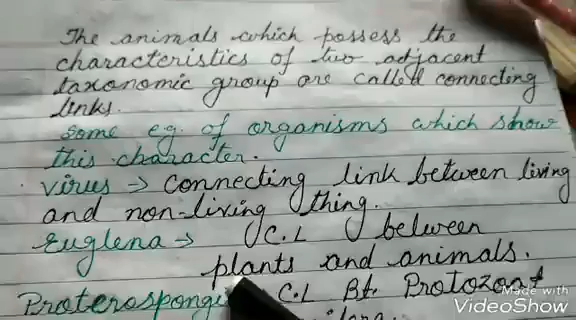 The animals which possess the
characteristics of two adjacent
taxonomic group are called connecting
links.
Some eg. of organisms which show
this character.
virus → connecting link between living
and non-living thing.
Euglena → C.L between
plants and animals.
C.L Bt. Protozoa
Made with
VideoShow